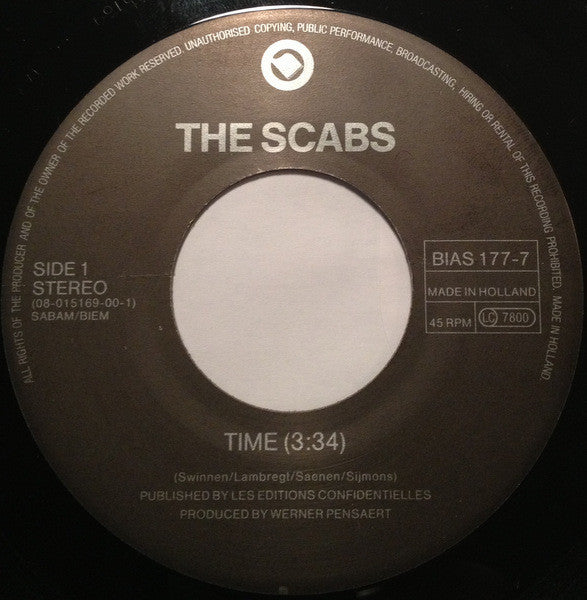 ALL RIGHTS OF THE PRODUCER AND OF THE OWNER OF THE RECORDED WORK RESERVED. UNAUTHORISED COPYING, PUBLIC PERFORMANCE, BROADCASTING, HIRING OR RENTAL OF THIS RECORDING PROHIBITED. MADE IN HOLLAND.
THE SCABS
SIDE 1
STEREO
(08-015169-00-1)
SABAM/BIEM
BIAS 177-7
MADE IN HOLLAND
45 RPM
LC 7800
TIME (3:34)
(Swinnen/Lambregt/Saenen/Sijmons)
PUBLISHED BY LES EDITIONS CONFIDENTIELLES
PRODUCED BY WERNER PENSAERT